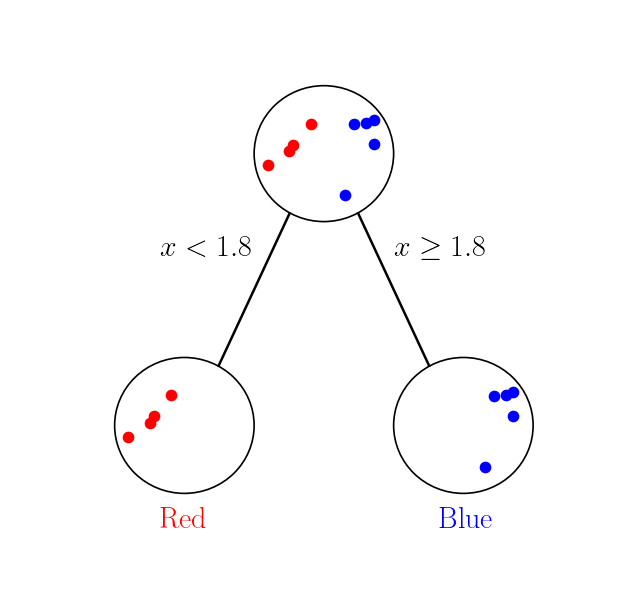 x < 1.8
x ≥ 1.8
Red
Blue